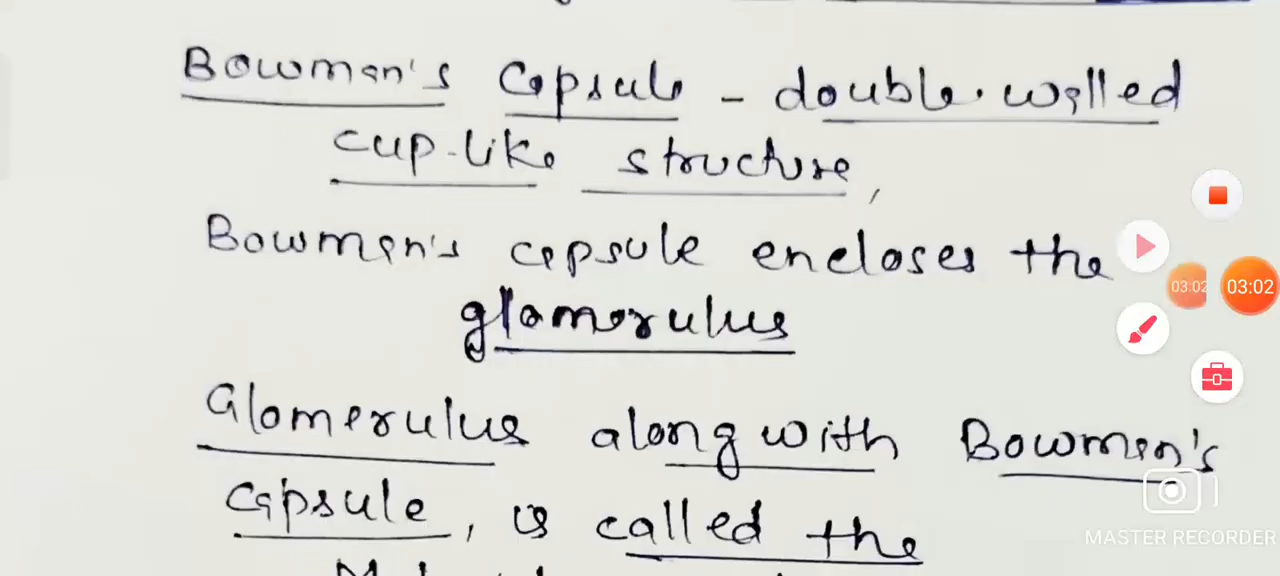 Bowman's Capsule - double-walled
cup-like structure,
Bowman's capsule encloses the
glomorulus
Glomerulus along with Bowman's
capsule, is called the
03:02
03:02
MASTER RECORDER